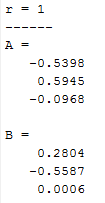 r = 1
------
A =
-0.5398
0.5945
-0.0968
B =
0.2804
-0.5587
0.0006